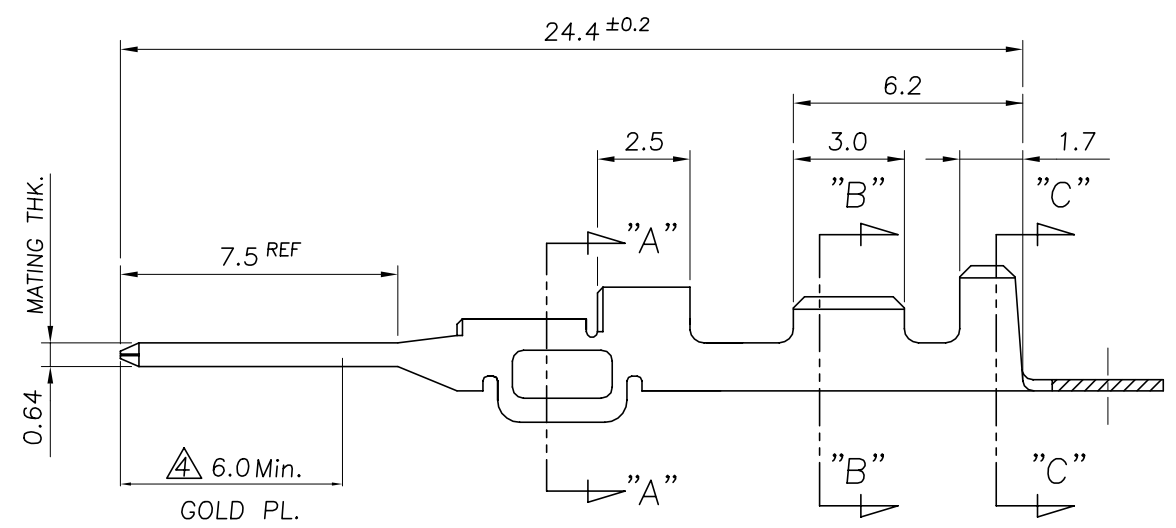 24.4 ±0.2
6.2
2.5
3.0
1.7
"B"
"C"
"A"
MATING THK.
7.5 REF
0.64
4 6.0 Min.
GOLD PL.
"A"
"B"
"C"